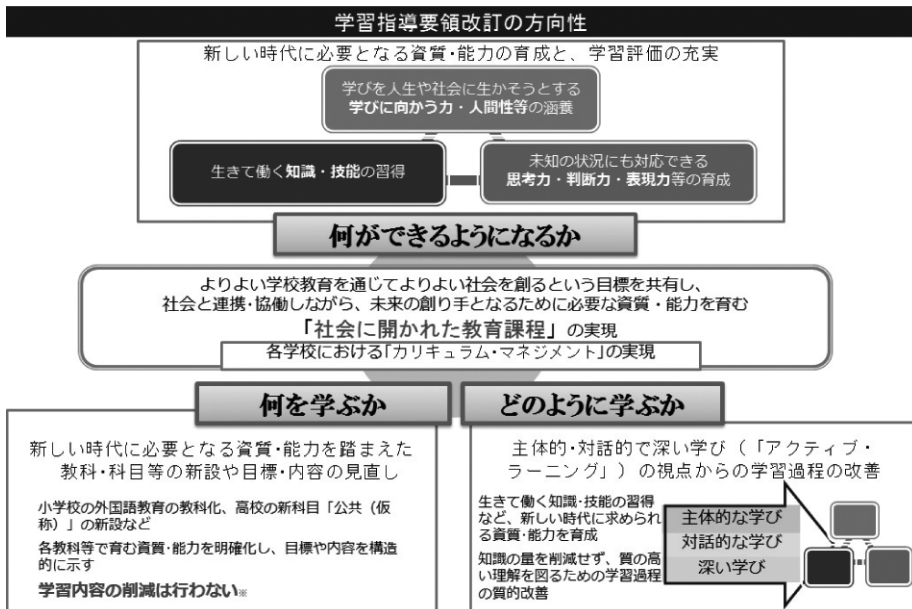 学習指導要領改訂の方向性
新しい時代に必要となる資質･能力の育成と、学習評価の充実
学びを人生や社会に生かそうとする
学びに向かう力・人間性等の涵養
生きて働く知識・技能の習得
未知の状況にも対応できる
思考力・判断力・表現力等の育成
何ができるようになるか
よりよい学校教育を通じてよりよい社会を創るという目標を共有し、
社会と連携･協働しながら、未来の創り手となるために必要な資質・能力を育む
「社会に開かれた教育課程」の実現
各学校における｢カリキュラム･マネジメント｣の実現
何を学ぶか
新しい時代に必要となる資質･能力を踏まえた
教科･科目等の新設や目標･内容の見直し
小学校の外国語教育の教科化、高校の新科目「公共（仮
称）」の新設など
各教科等で育む資質･能力を明確化し、目標や内容を構造
的に示す
学習内容の削減は行わない※
どのように学ぶか
主体的･対話的で深い学び（「アクティブ・
ラーニング」）の視点からの学習過程の改善
生きて働く知識･技能の習得
など、新しい時代に求められ
る資質･能力を育成
知識の量を削減せず、質の高
い理解を図るための学習過程
の質的改善
主体的な学び
対話的な学び
深い学び